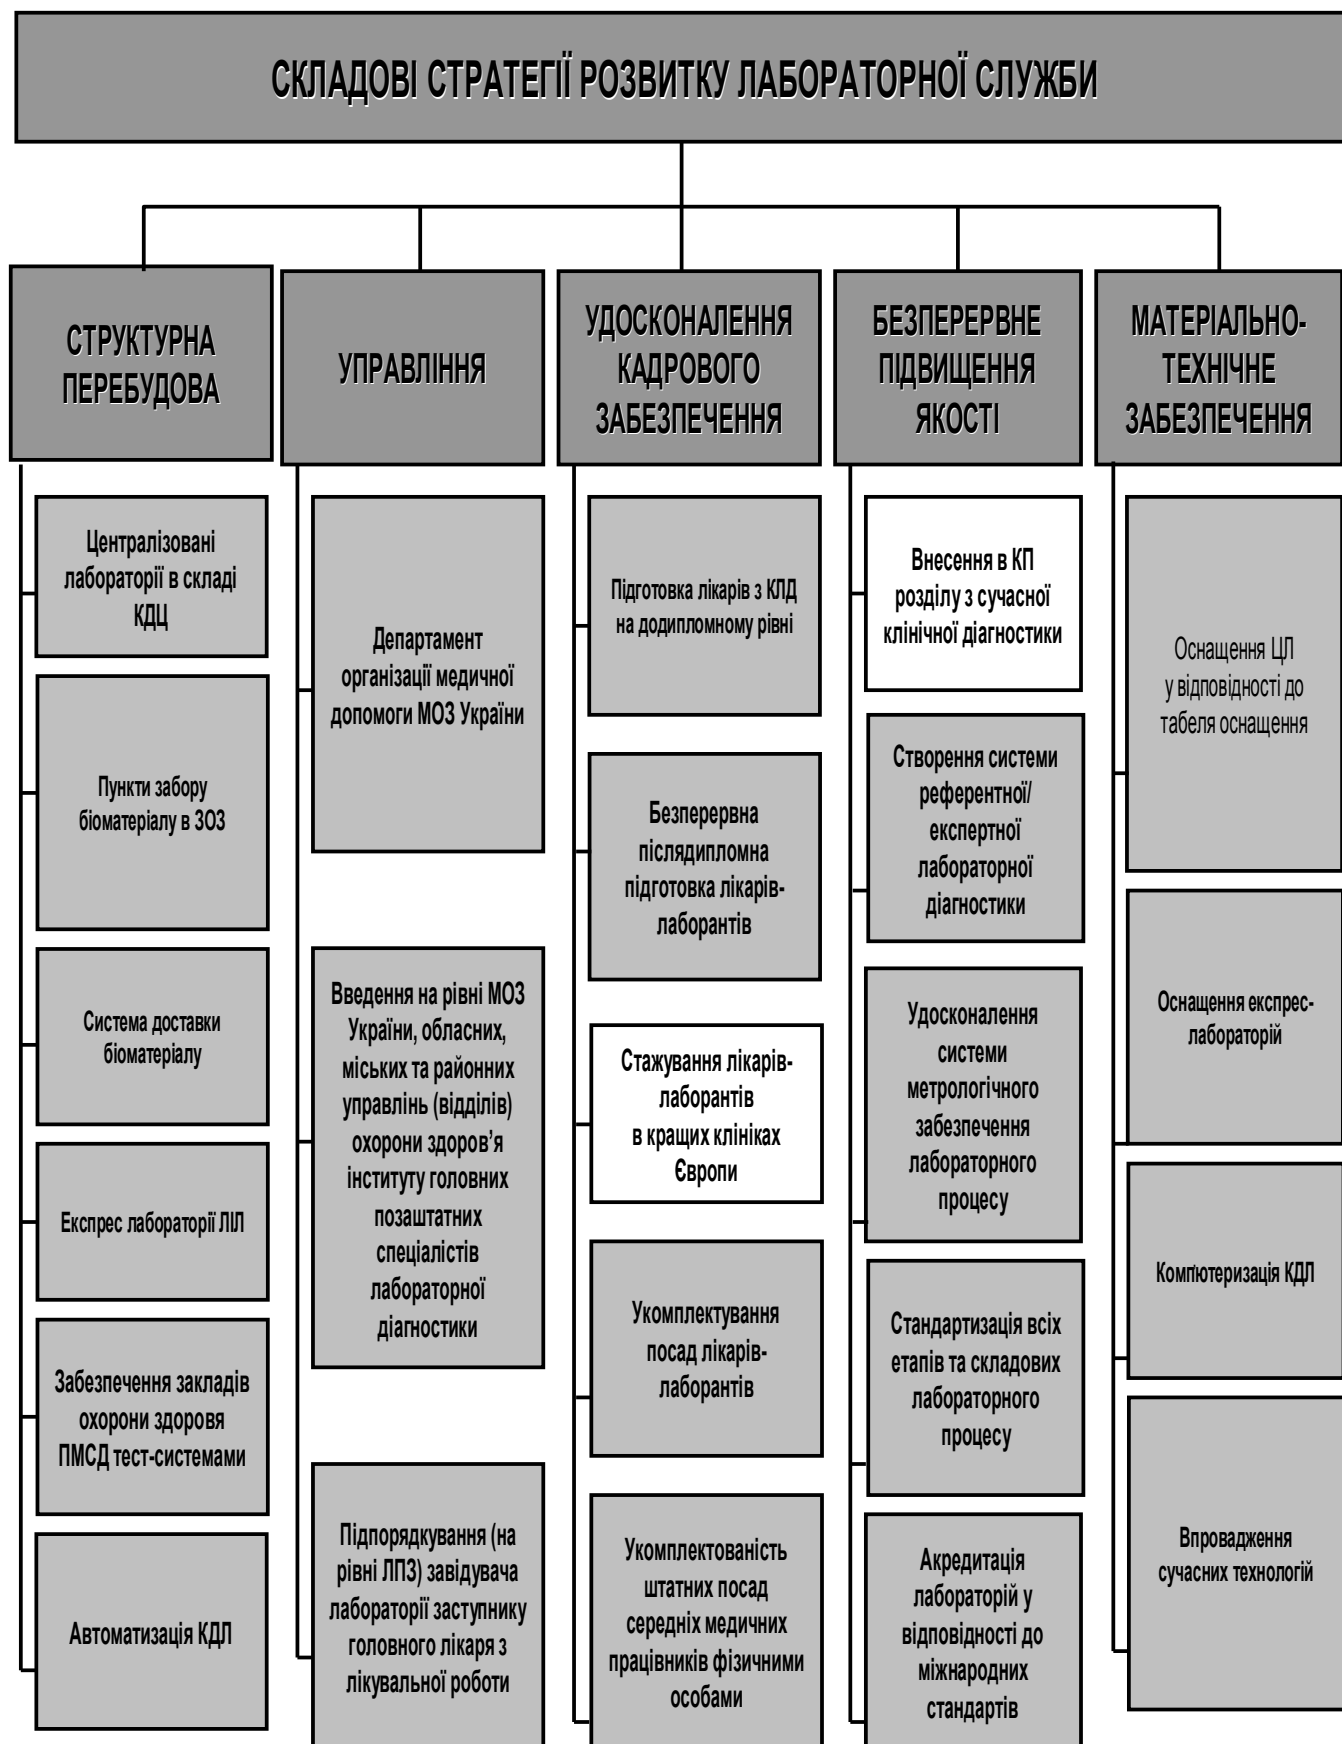 СКЛАДОВІ СТРАТЕГІЇ РОЗВИТКУ ЛАБОРАТОРНОЇ СЛУЖБИ
СТРУКТУРНА
ПЕРЕБУДОВА
Централізовані
лабораторії в складі
КДЦ
Пункти забору
біоматеріалу в ЗОЗ
Система доставки
біоматеріалу
Експрес лабораторії ЛІЛ
Забезпечення закладів
охорони здоровя
ПМСД тест-системами
Автоматизація КДЛ
УПРАВЛІННЯ
Департамент
організації медичної
допомоги МОЗ України
Введення на рівні МОЗ
України, обласних,
міських та районних
управлінь (відділів)
охорони здоров’я
інституту головних
позаштатних
спеціалістів
лабораторної
діагностики
Підпорядкування (на
рівні ЛПЗ) завідувача
лабораторії заступнику
головного лікаря з
лікувальної роботи
УДОСКОНАЛЕННЯ
КАДРОВОГО
ЗАБЕЗПЕЧЕННЯ
Підготовка лікарів з КЛД
на додипломному рівні
Безперервна
післядипломна
підготовка лікарів-
лаборантів
Стажування лікарів-
лаборантів
в кращих клініках
Європи
Укомплектування
посад лікарів-
лаборантів
Укомплектованість
штатних посад
середніх медичних
працівників фізичними
особами
БЕЗПЕРЕРВНЕ
ПІДВИЩЕННЯ
ЯКОСТІ
Внесення в КП
розділу з сучасної
клінічної діагностики
Створення системи
референтної/
експертної
лабораторної
діагностики
Удосконалення
системи
метрологічного
забезпечення
лабораторного
процесу
Стандартизація всіх
етапів та складових
лабораторного
процесу
Акредитація
лабораторій у
відповідності до
міжнародних
стандартів
МАТЕРІАЛЬНО-
ТЕХНІЧНЕ
ЗАБЕЗПЕЧЕННЯ
Оснащення ЦЛ
у відповідності до
табеля оснащення
Оснащення експрес-
лабораторій
Комп'ютеризація КДЛ
Впровадження
сучасних технологій